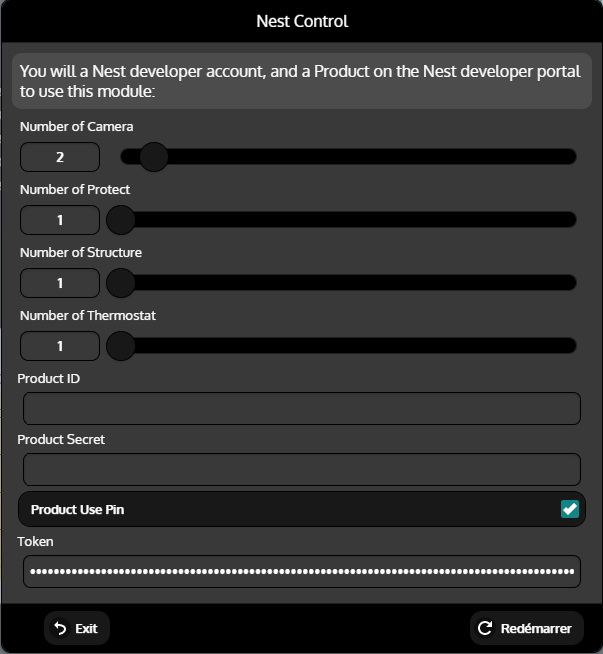 Nest Control
You will a Nest developer account, and a Product on the Nest developer portal
to use this module:
Number of Camera
2
Number of Protect
1
Number of Structure
1
Number of Thermostat
1
Product ID
Product Secret
Product Use Pin
Token
Exit
Redémarrer